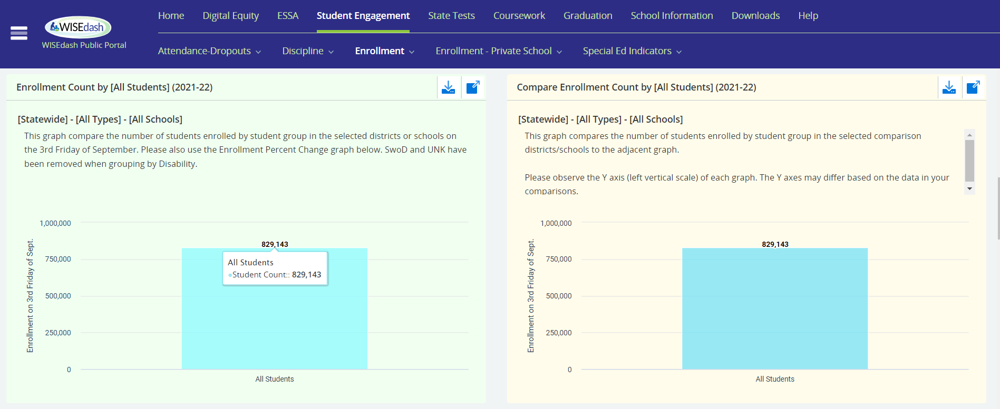 Home Digital Equity ESSA Student Engagement State Tests Coursework Graduation School Information Downloads Help
WISEdash
WISEdash Public Portal
Attendance-Dropouts Discipline Enrollment Enrollment - Private School Special Ed Indicators
Enrollment Count by [All Students] (2021-22)
[Statewide] - [All Types] - [All Schools]
This graph compare the number of students enrolled by student group in the selected districts or schools on
the 3rd Friday of September. Please also use the Enrollment Percent Change graph below. SwoD and UNK have
been removed when grouping by Disability.
Enrollment on 3rd Friday of Sept.
1,000,000
750,000
500,000
250,000
0
829,143
All Students
Student Count:: 829,143
All Students
Compare Enrollment Count by [All Students] (2021-22)
[Statewide] - [All Types] - [All Schools]
This graph compares the number of students enrolled by student group in the selected comparison
districts/schools to the adjacent graph.
Please observe the Y axis (left vertical scale) of each graph. The Y axes may differ based on the data in your
comparisons.
Enrollment on 3rd Friday of Sept.
1,000,000
750,000
500,000
250,000
0
829,143
All Students